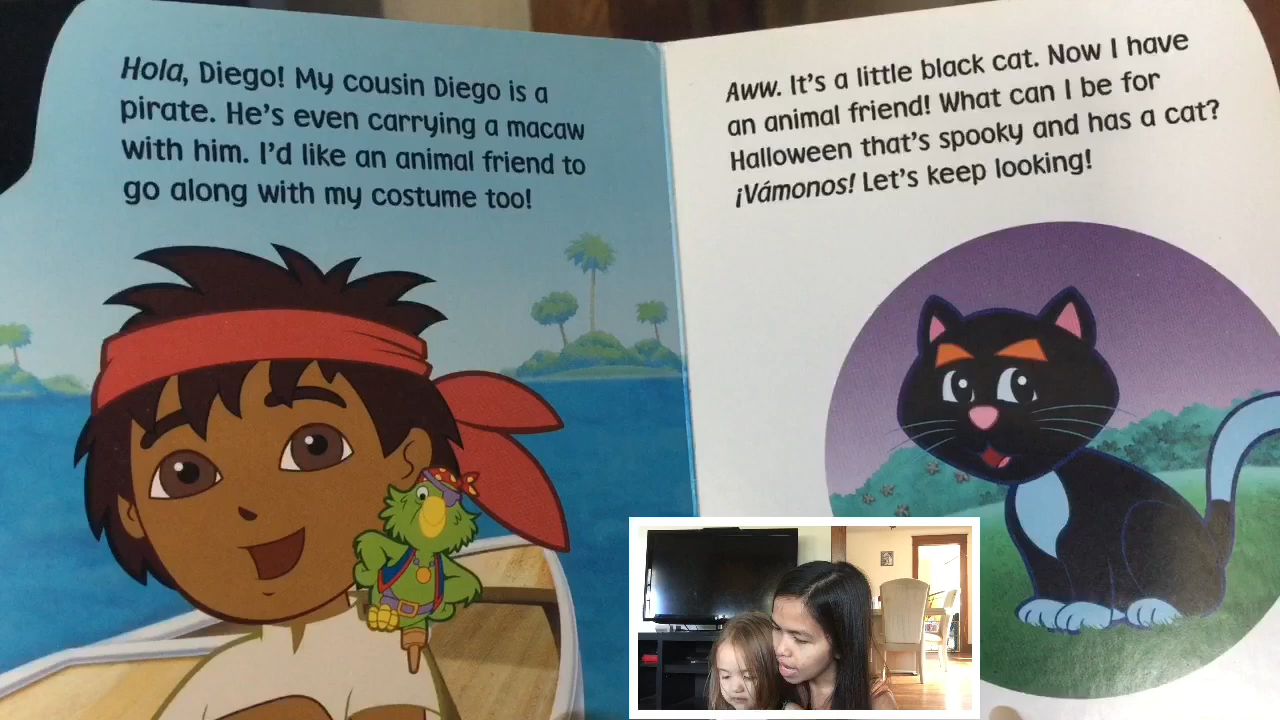 Hola, Diego! My cousin Diego is a
pirate. He's even carrying a macaw
with him. I'd like an animal friend to
go along with my costume too!
Aww. It's a little black cat. Now I have
an animal friend! What can I be for
Halloween that's spooky and has a cat?
¡Vámonos! Let's keep looking!